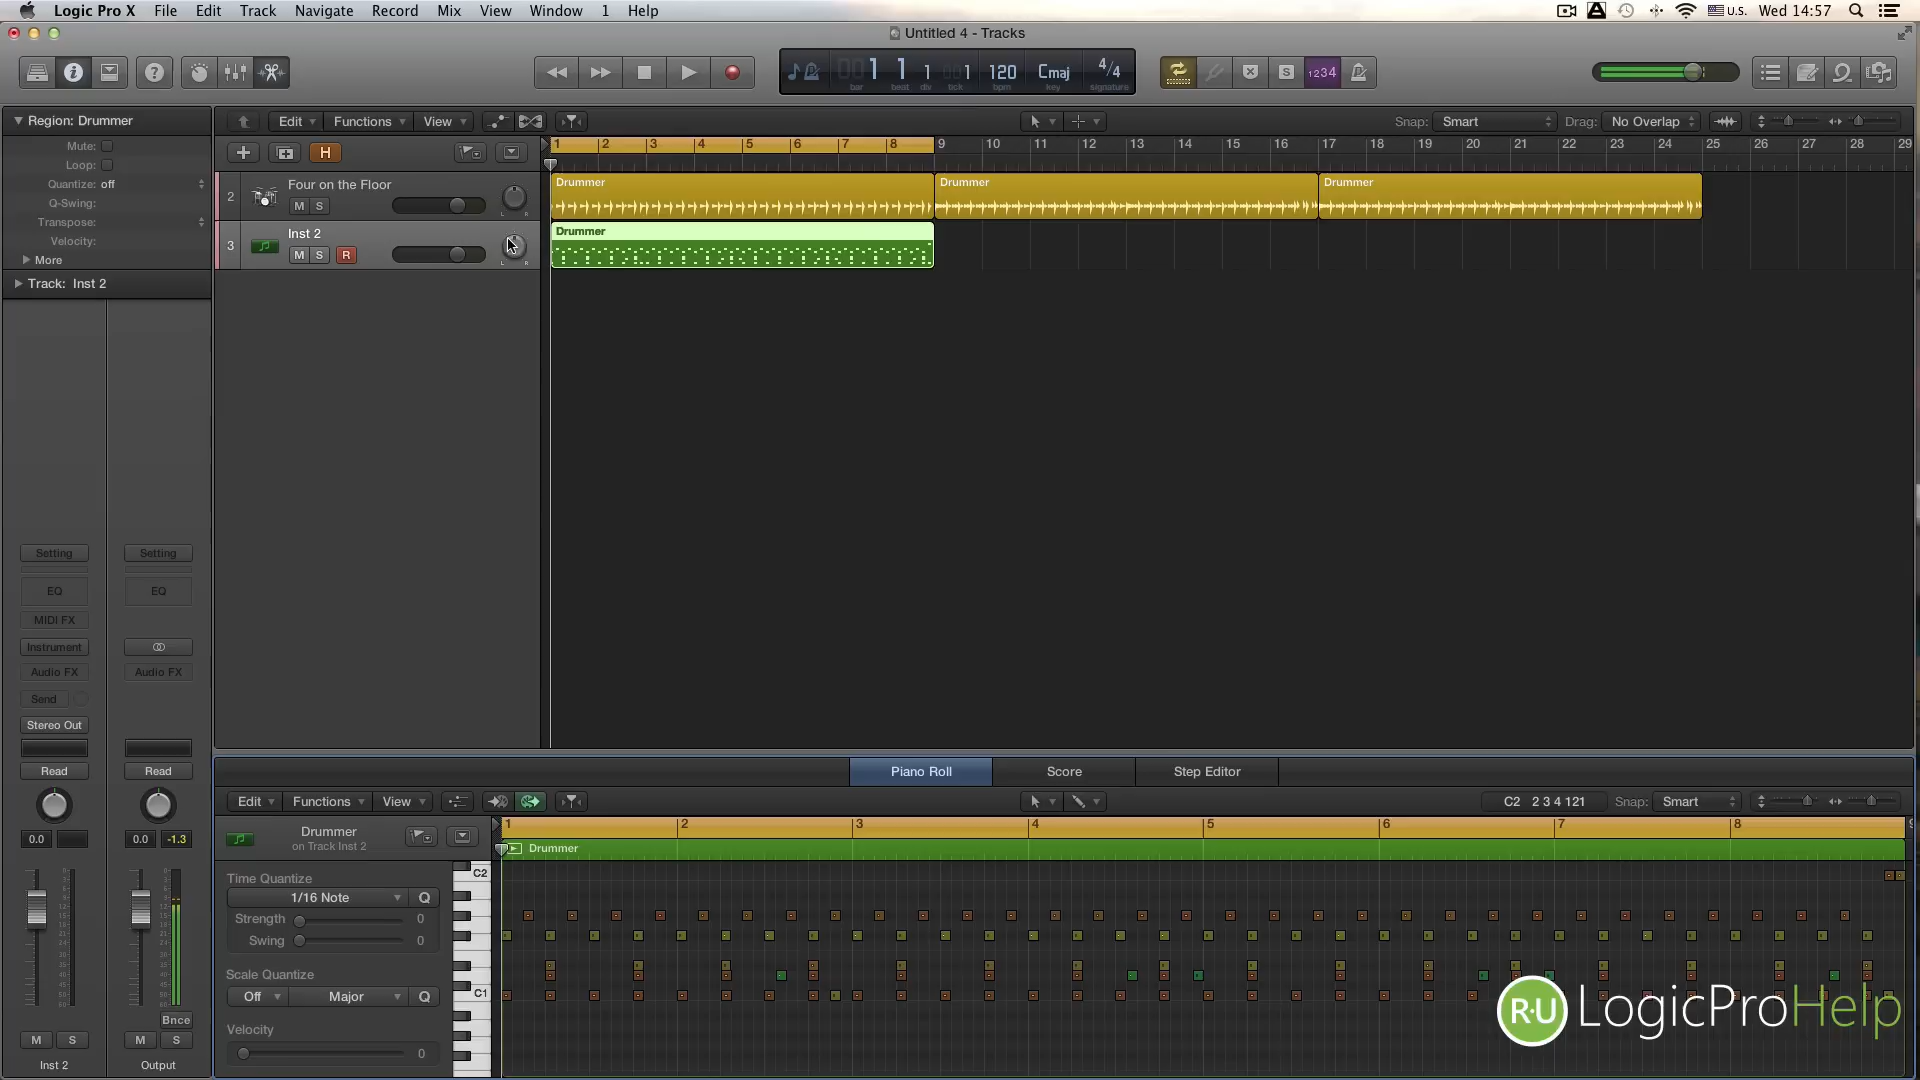 Logic Pro X File Edit Track Navigate Record Mix View Window 1 Help U.S. Wed 14:57
Untitled 4 - Tracks
1 1 1 1 120 Cmaj 4/4
bar beat div tick bpm key signature
S 1234
Region: Drummer
Mute:
Loop:
Quantize: off
Q-Swing:
Transpose:
Velocity:
More
Track: Inst 2
Edit Functions View Snap: Smart Drag: No Overlap
H
1 2 3 4 5 6 7 8 9 10 11 12 13 14 15 16 17 18 19 20 21 22 23 24 25 26 27 28 29
2 Four on the Floor
M S
L R
Drummer Drummer Drummer
3 Inst 2
M S R
L R
Drummer
Setting Setting
EQ EQ
MIDI FX
Instrument
Audio FX Audio FX
Send
Stereo Out
Read Read
0.0 0.0 -1.3
Bnce
M S M S
Inst 2 Output
Piano Roll Score Step Editor
Edit Functions View C2 2 3 4 121 Snap: Smart
Drummer
on Track Inst 2
1 2 3 4 5 6 7 8 9
Drummer
Time Quantize
1/16 Note Q
Strength 0
Swing 0
Scale Quantize
Off Major Q
Velocity
0
C2
C1
R·U LogicProHelp